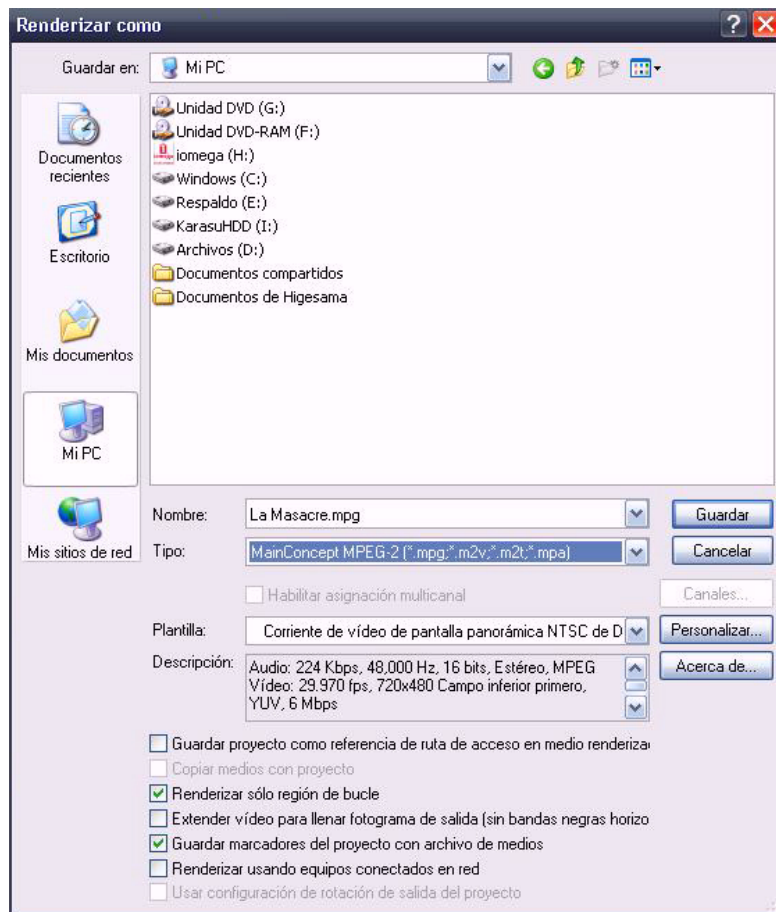 Renderizar como
Guardar en:
Mi PC
Documentos
recientes
Escritorio
Mis documentos
Mi PC
Mis sitios de red
Unidad DVD (G:)
Unidad DVD-RAM (F:)
iomega (H:)
Windows (C:)
Respaldo (E:)
KarasuHDD (I:)
Archivos (D:)
Documentos compartidos
Documentos de Higesama
Nombre:
La Masacre.mpg
Guardar
Tipo:
MainConcept MPEG-2 (*.mpg;*.m2v;*.m2t;*.mpa)
Cancelar
Habilitar asignación multicanal
Canales...
Plantilla:
Corriente de vídeo de pantalla panorámica NTSC de D
Personalizar...
Descripción:
Audio: 224 Kbps, 48,000 Hz, 16 bits, Estéreo, MPEG
Vídeo: 29.970 fps, 720x480 Campo inferior primero,
YUV, 6 Mbps
Acerca de...
Guardar proyecto como referencia de ruta de acceso en medio renderiza
Copiar medios con proyecto
Renderizar sólo región de bucle
Extender vídeo para llenar fotograma de salida (sin bandas negras horizo
Guardar marcadores del proyecto con archivo de medios
Renderizar usando equipos conectados en red
Usar configuración de rotación de salida del proyecto